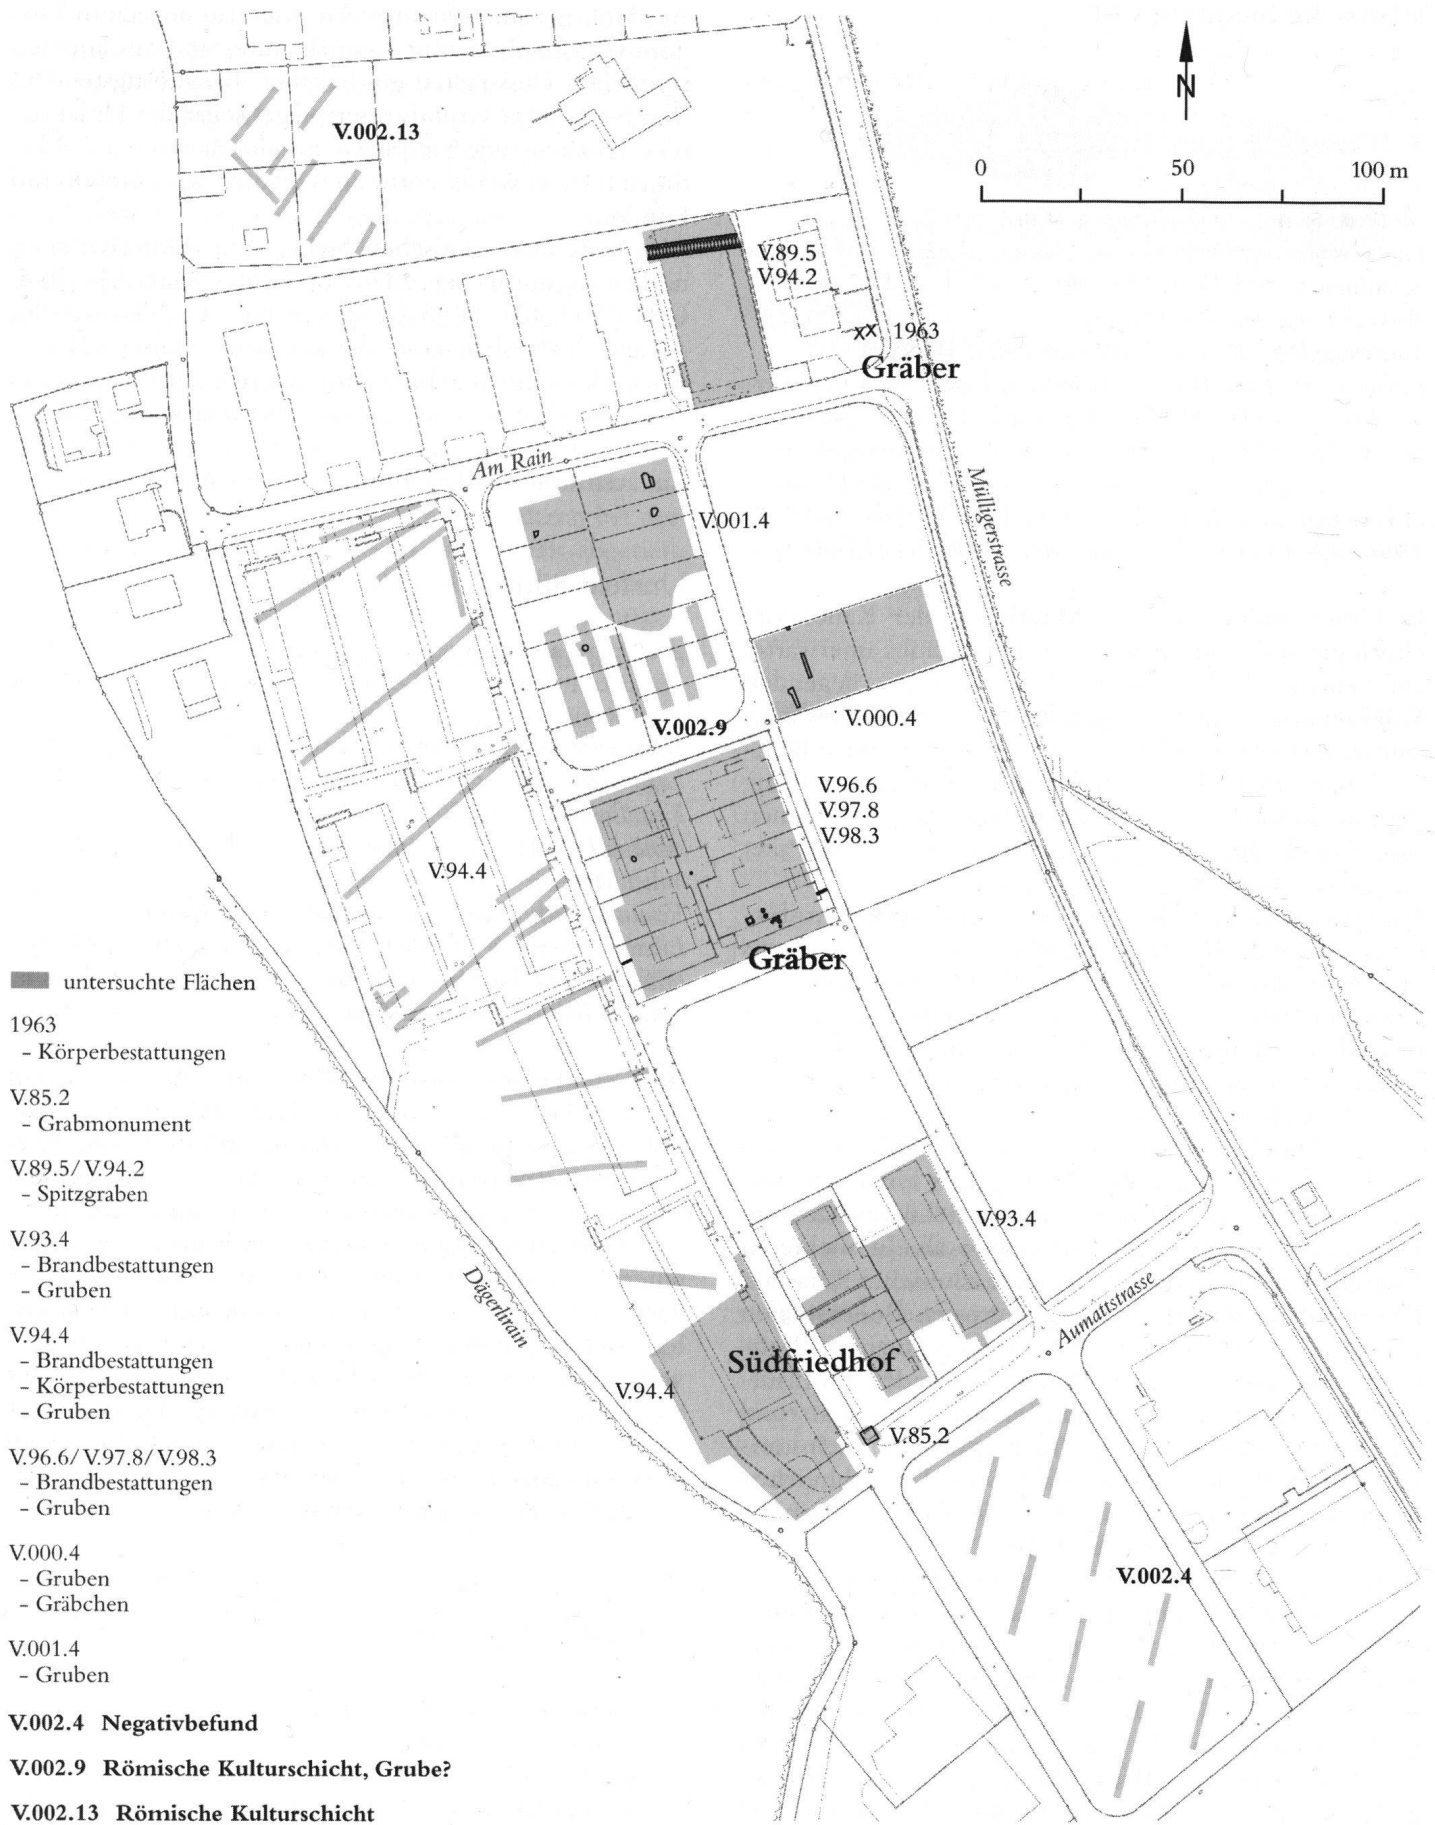 N
0 50 100 m
V.002.13
V.89.5
V.94.2
1963
Gräber
Am Rain
Mülligerstrasse
V.001.4
V.002.9
V.000.4
V.96.6
V.97.8
V.98.3
V.94.4
Gräber
V.93.4
Dägerlirain
Aumattstrasse
Südfriedhof
V.94.4
V.85.2
V.002.4
untersuchte Flächen
1963
- Körperbestattungen
V.85.2
- Grabmonument
V.89.5/V.94.2
- Spitzgraben
V.93.4
- Brandbestattungen
- Gruben
V.94.4
- Brandbestattungen
- Körperbestattungen
- Gruben
V.96.6/V.97.8/V.98.3
- Brandbestattungen
- Gruben
V.000.4
- Gruben
- Gräbchen
V.001.4
- Gruben
V.002.4 Negativbefund
V.002.9 Römische Kulturschicht, Grube?
V.002.13 Römische Kulturschicht